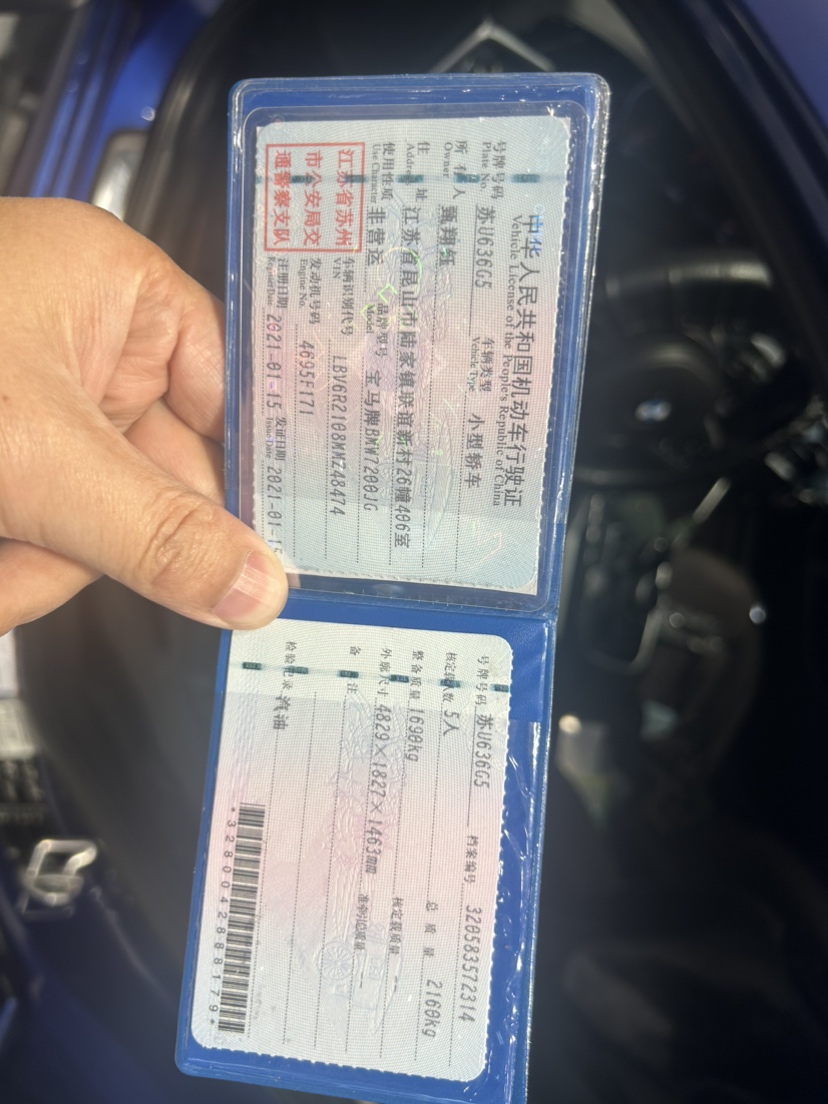 中华人民共和国机动车行驶证
Vehicle License of the People's Republic of China
号牌号码 苏U636G5 车辆类型 小型轿车
Plate No. Vehicle Type
所有人 甄翔
Owner
住址 江苏省昆山市陆家镇 新村26幢406室
Address
使用性质 非营运 品牌型号 宝马牌BMW7200JG
Use Character Model
江苏省苏州
市公安局交
通警察支队
车辆识别代号 LBV6R2108MMZ48474
VIN
发动机号码 4695F171
Engine No.
注册日期 2021-01-15 发证日期 2021-01-15
Register Date Issue Date
号牌号码 苏U636G5 档案编号 320583572314
核定载人数 5人 总质量 2160kg
整备质量 1690kg 核定载质量 --
外廓尺寸 4829×1827×1463mm 准牵引总质量 --
备注
检验记录 汽油
*3280042888179*